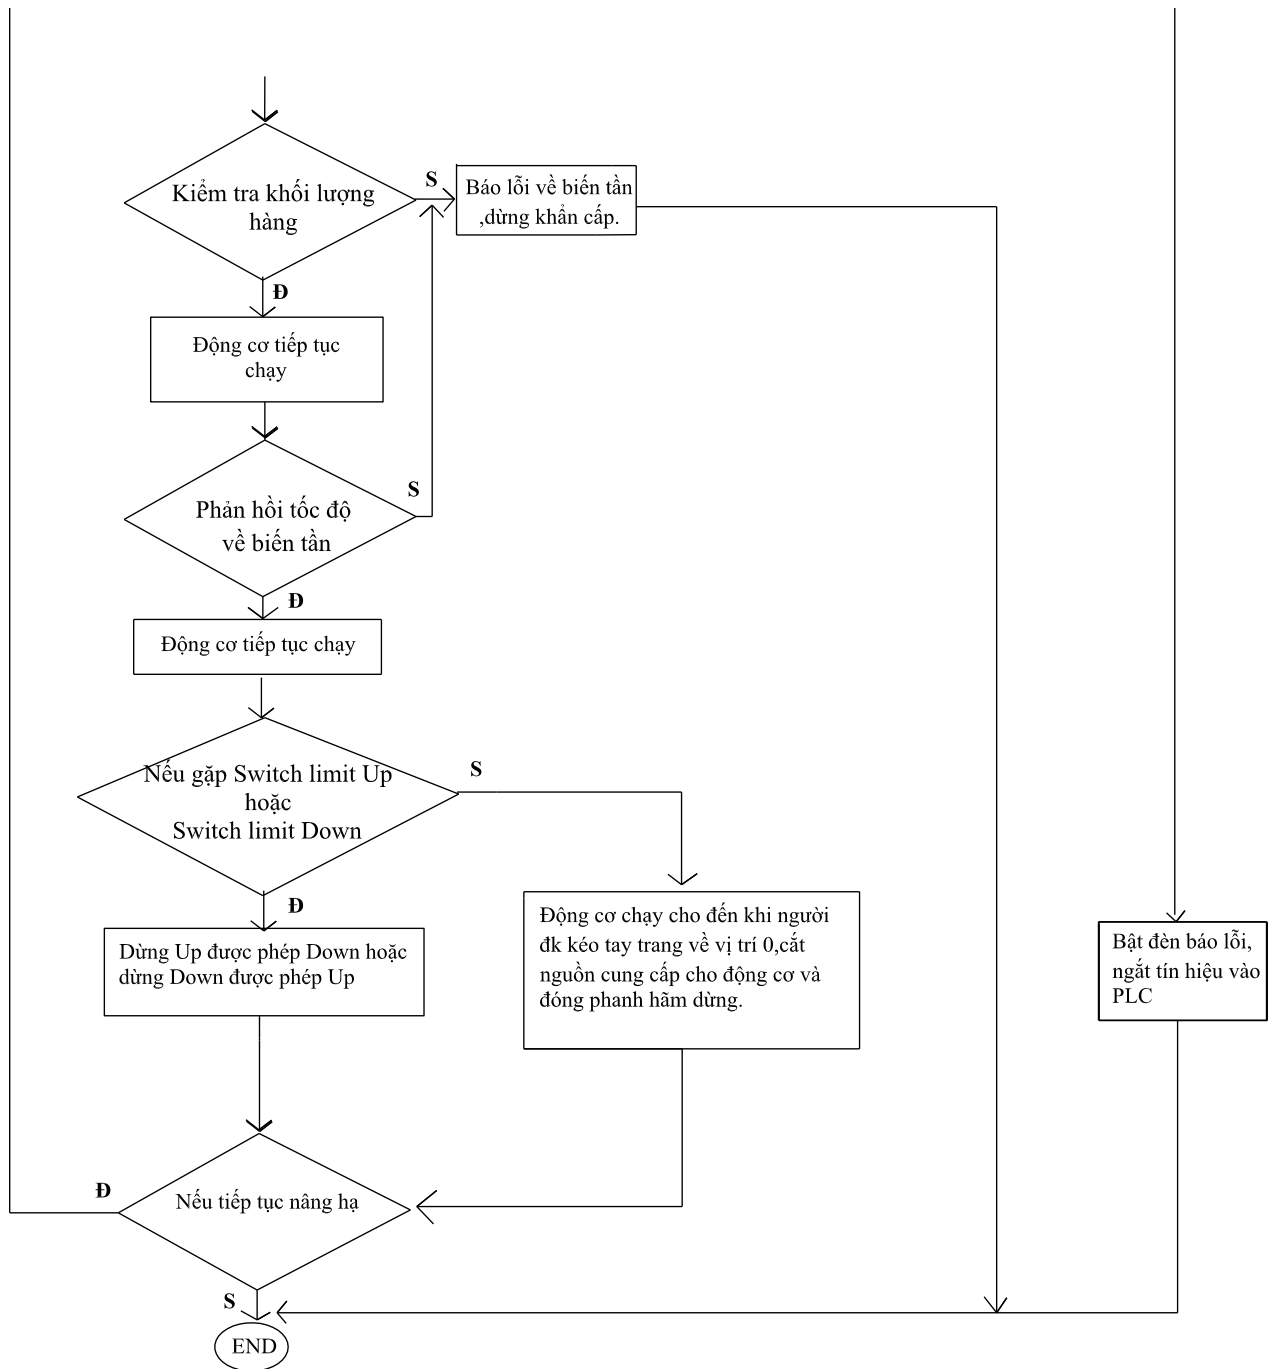 Kiểm tra khối lượng
hàng
S
Báo lỗi về biến tần
,dừng khẩn cấp.
Đ
Động cơ tiếp tục
chạy
Phản hồi tốc độ
về biến tần
S
Đ
Động cơ tiếp tục chạy
Nếu gặp Switch limit Up
hoặc
Switch limit Down
S
Đ
Dừng Up được phép Down hoặc
dừng Down được phép Up
Động cơ chạy cho đến khi người
đk kéo tay trang về vị trí 0,cắt
nguồn cung cấp cho động cơ và
đóng phanh hãm dừng.
Bật đèn báo lỗi,
ngắt tín hiệu vào
PLC
Đ
Nếu tiếp tục nâng hạ
S
END